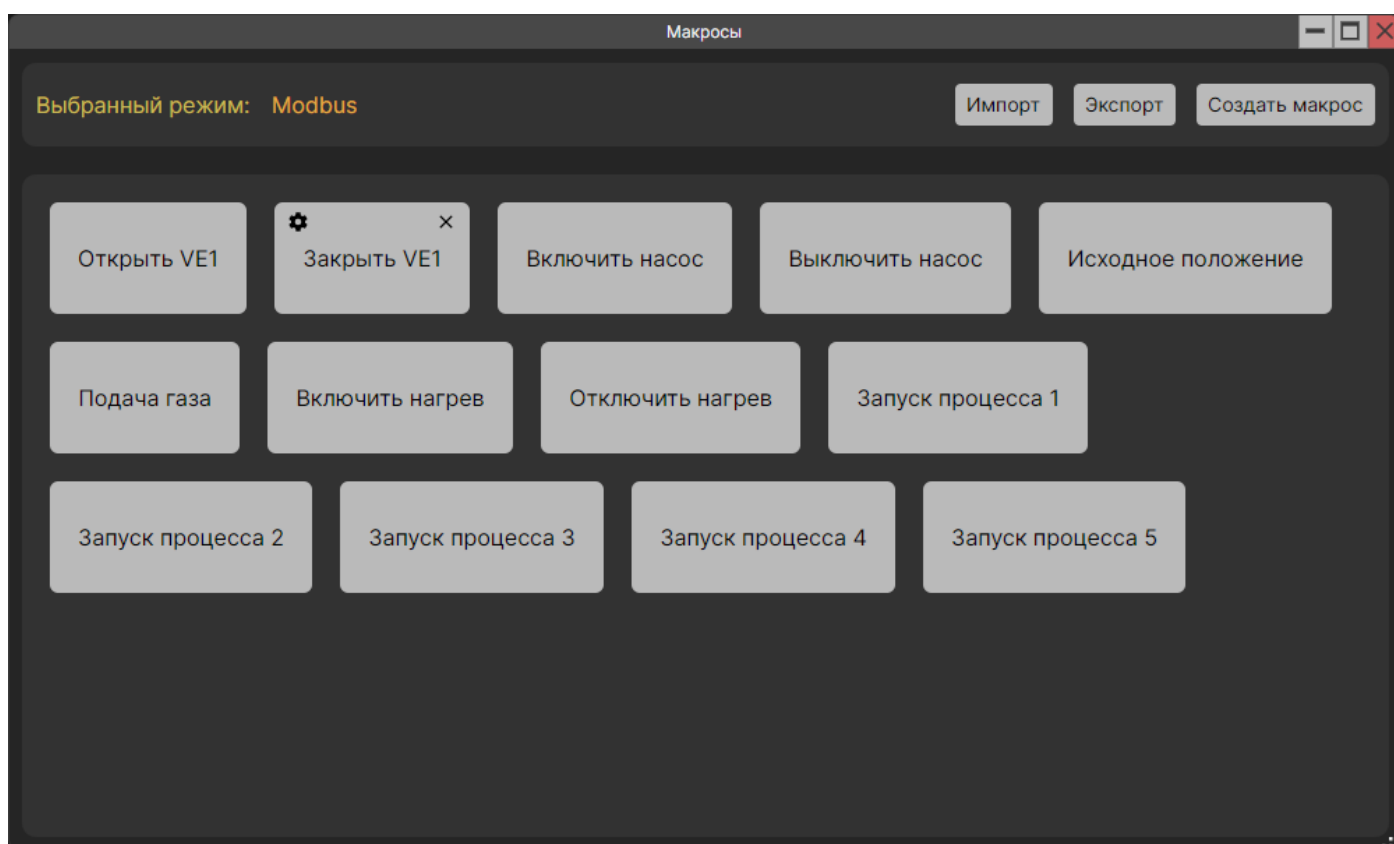 Макросы
Выбранный режим: Modbus
Импорт Экспорт Создать макрос
Открыть VE1 Закрыть VE1 Включить насос Выключить насос Исходное положение
Подача газа Включить нагрев Отключить нагрев Запуск процесса 1
Запуск процесса 2 Запуск процесса 3 Запуск процесса 4 Запуск процесса 5